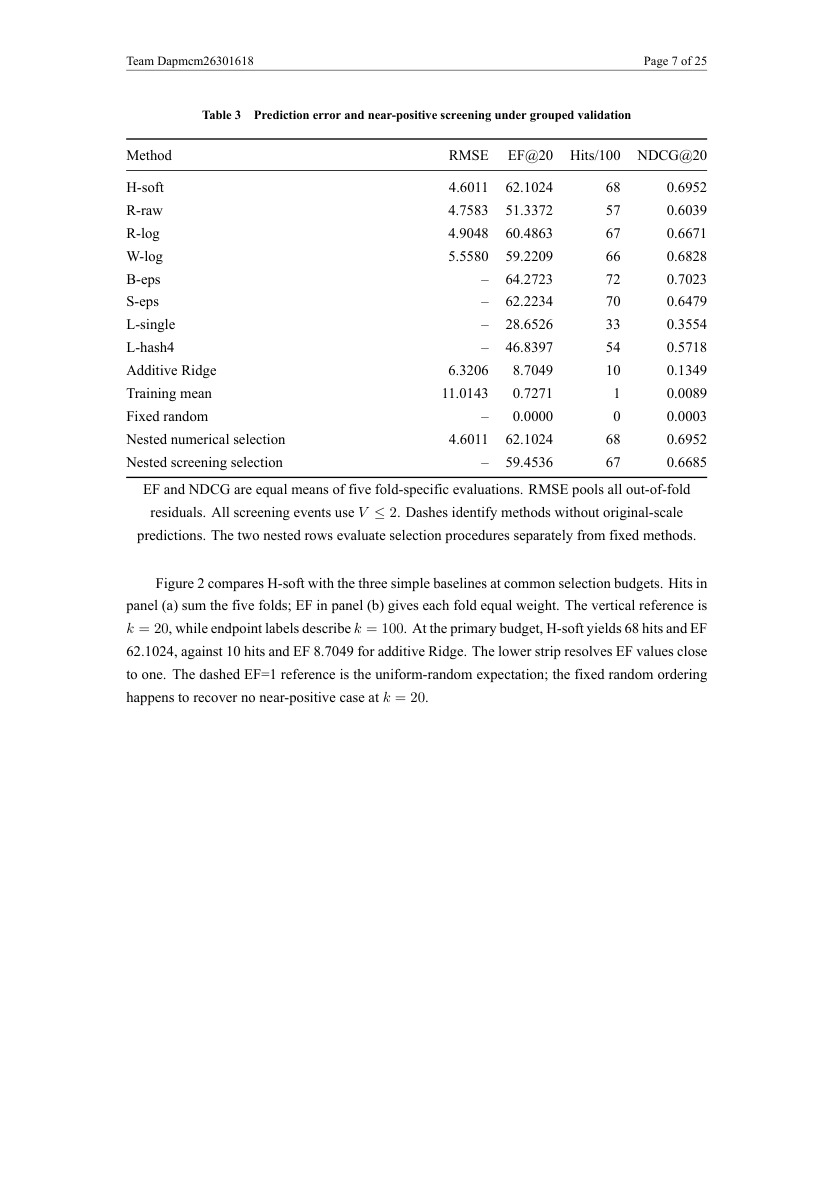 Team Dapmcm26301618 Page 7 of 25
Table 3 Prediction error and near-positive screening under grouped validation
Method RMSE EF@20 Hits/100 NDCG@20
H-soft 4.6011 62.1024 68 0.6952
R-raw 4.7583 51.3372 57 0.6039
R-log 4.9048 60.4863 67 0.6671
W-log 5.5580 59.2209 66 0.6828
B-eps – 64.2723 72 0.7023
S-eps – 62.2234 70 0.6479
L-single – 28.6526 33 0.3554
L-hash4 – 46.8397 54 0.5718
Additive Ridge 6.3206 8.7049 10 0.1349
Training mean 11.0143 0.7271 1 0.0089
Fixed random – 0.0000 0 0.0003
Nested numerical selection 4.6011 62.1024 68 0.6952
Nested screening selection – 59.4536 67 0.6685
EF and NDCG are equal means of five fold-specific evaluations. RMSE pools all out-of-fold
residuals. All screening events use V ≤ 2. Dashes identify methods without original-scale
predictions. The two nested rows evaluate selection procedures separately from fixed methods.
Figure 2 compares H-soft with the three simple baselines at common selection budgets. Hits in
panel (a) sum the five folds; EF in panel (b) gives each fold equal weight. The vertical reference is
k = 20, while endpoint labels describe k = 100. At the primary budget, H-soft yields 68 hits and EF
62.1024, against 10 hits and EF 8.7049 for additive Ridge. The lower strip resolves EF values close
to one. The dashed EF=1 reference is the uniform-random expectation; the fixed random ordering
happens to recover no near-positive case at k = 20.